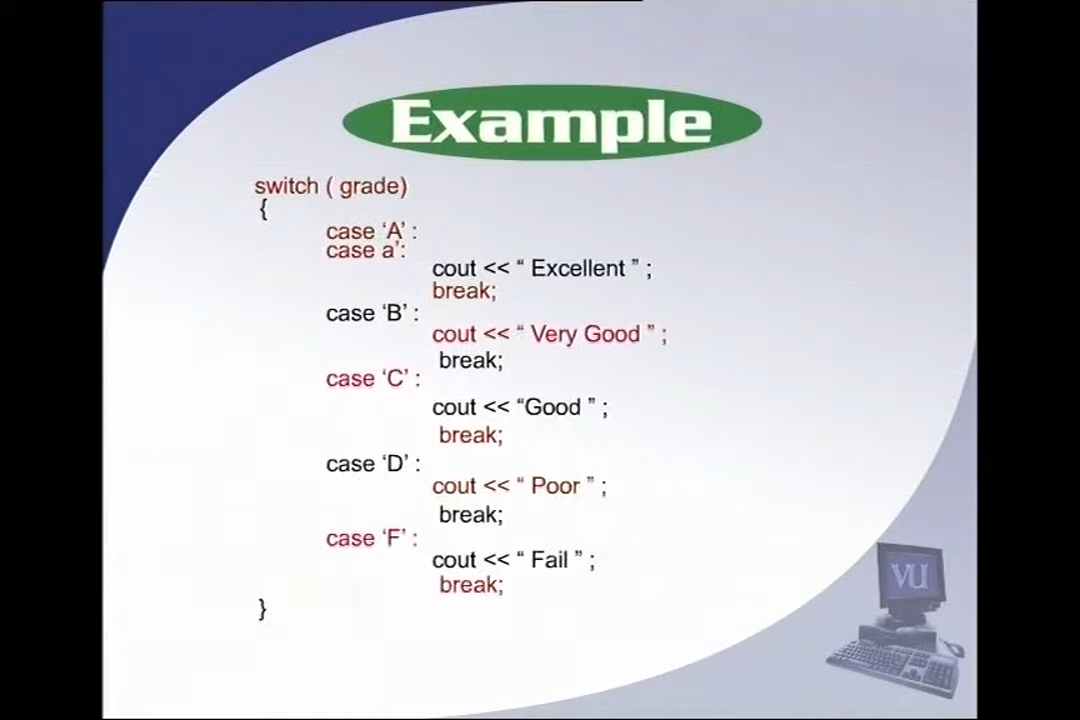 Example
switch ( grade)
{
case ‘A’ :
case a’:
cout << “ Excellent ” ;
break;
case ‘B’ :
cout << “ Very Good ” ;
break;
case ‘C’ :
cout << “Good ” ;
break;
case ‘D’ :
cout << “ Poor ” ;
break;
case ‘F’ :
cout << “ Fail ” ;
break;
}
VU